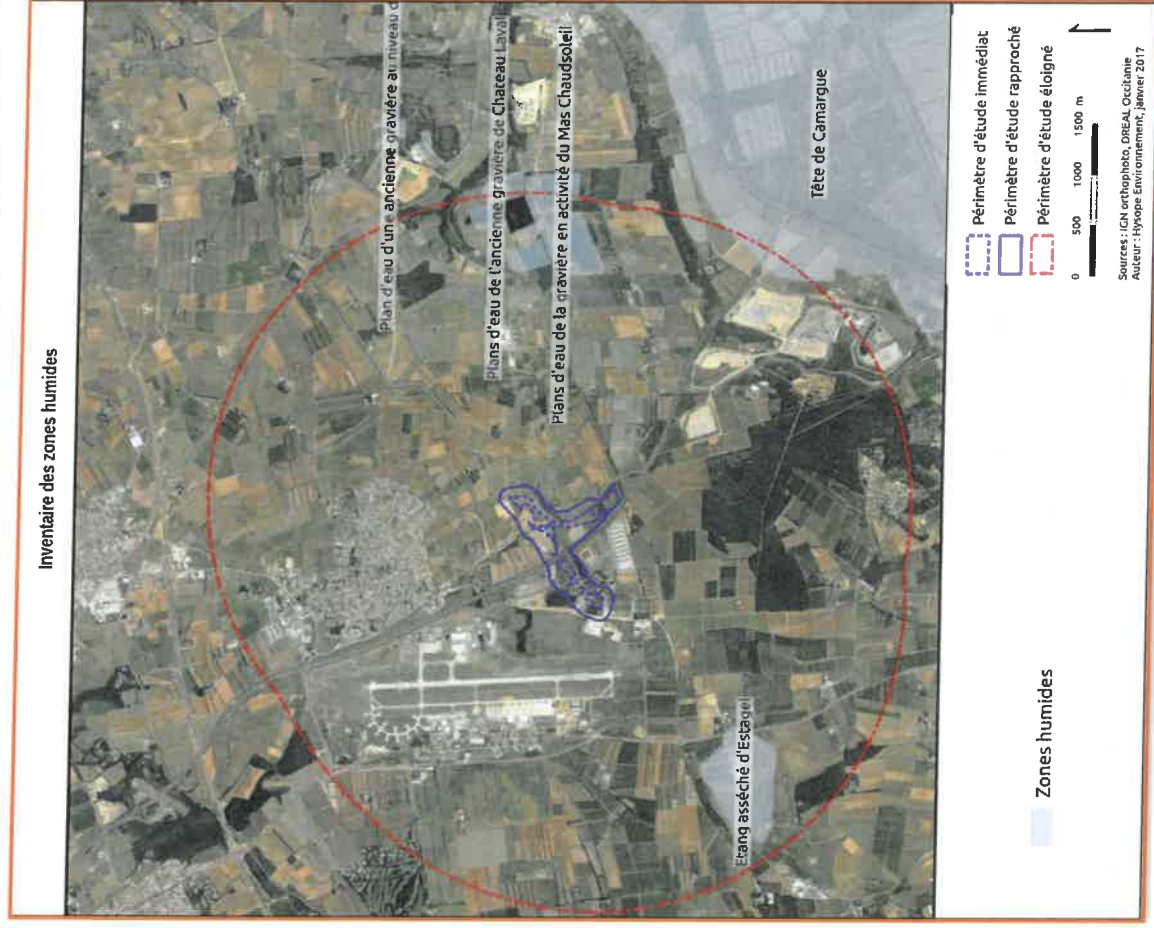 Inventaire des zones humides
Plan d'eau d'une ancienne gravière au niveau d
Plans d'eau de l'ancienne gravière de Chateau Laval
Plans d'eau de la gravière en activité du Mas Chaudsoleil
Tête de Camargue
Etang asséché d'Estagel
Zones humides
Périmètre d'étude immédiat
Périmètre d'étude rapproché
Périmètre d'étude éloigné
0 500 1000 1500 m
Sources : IGN orthophoto, DREAL Occitanie
Auteur : Hysope Environnement, janvier 2017